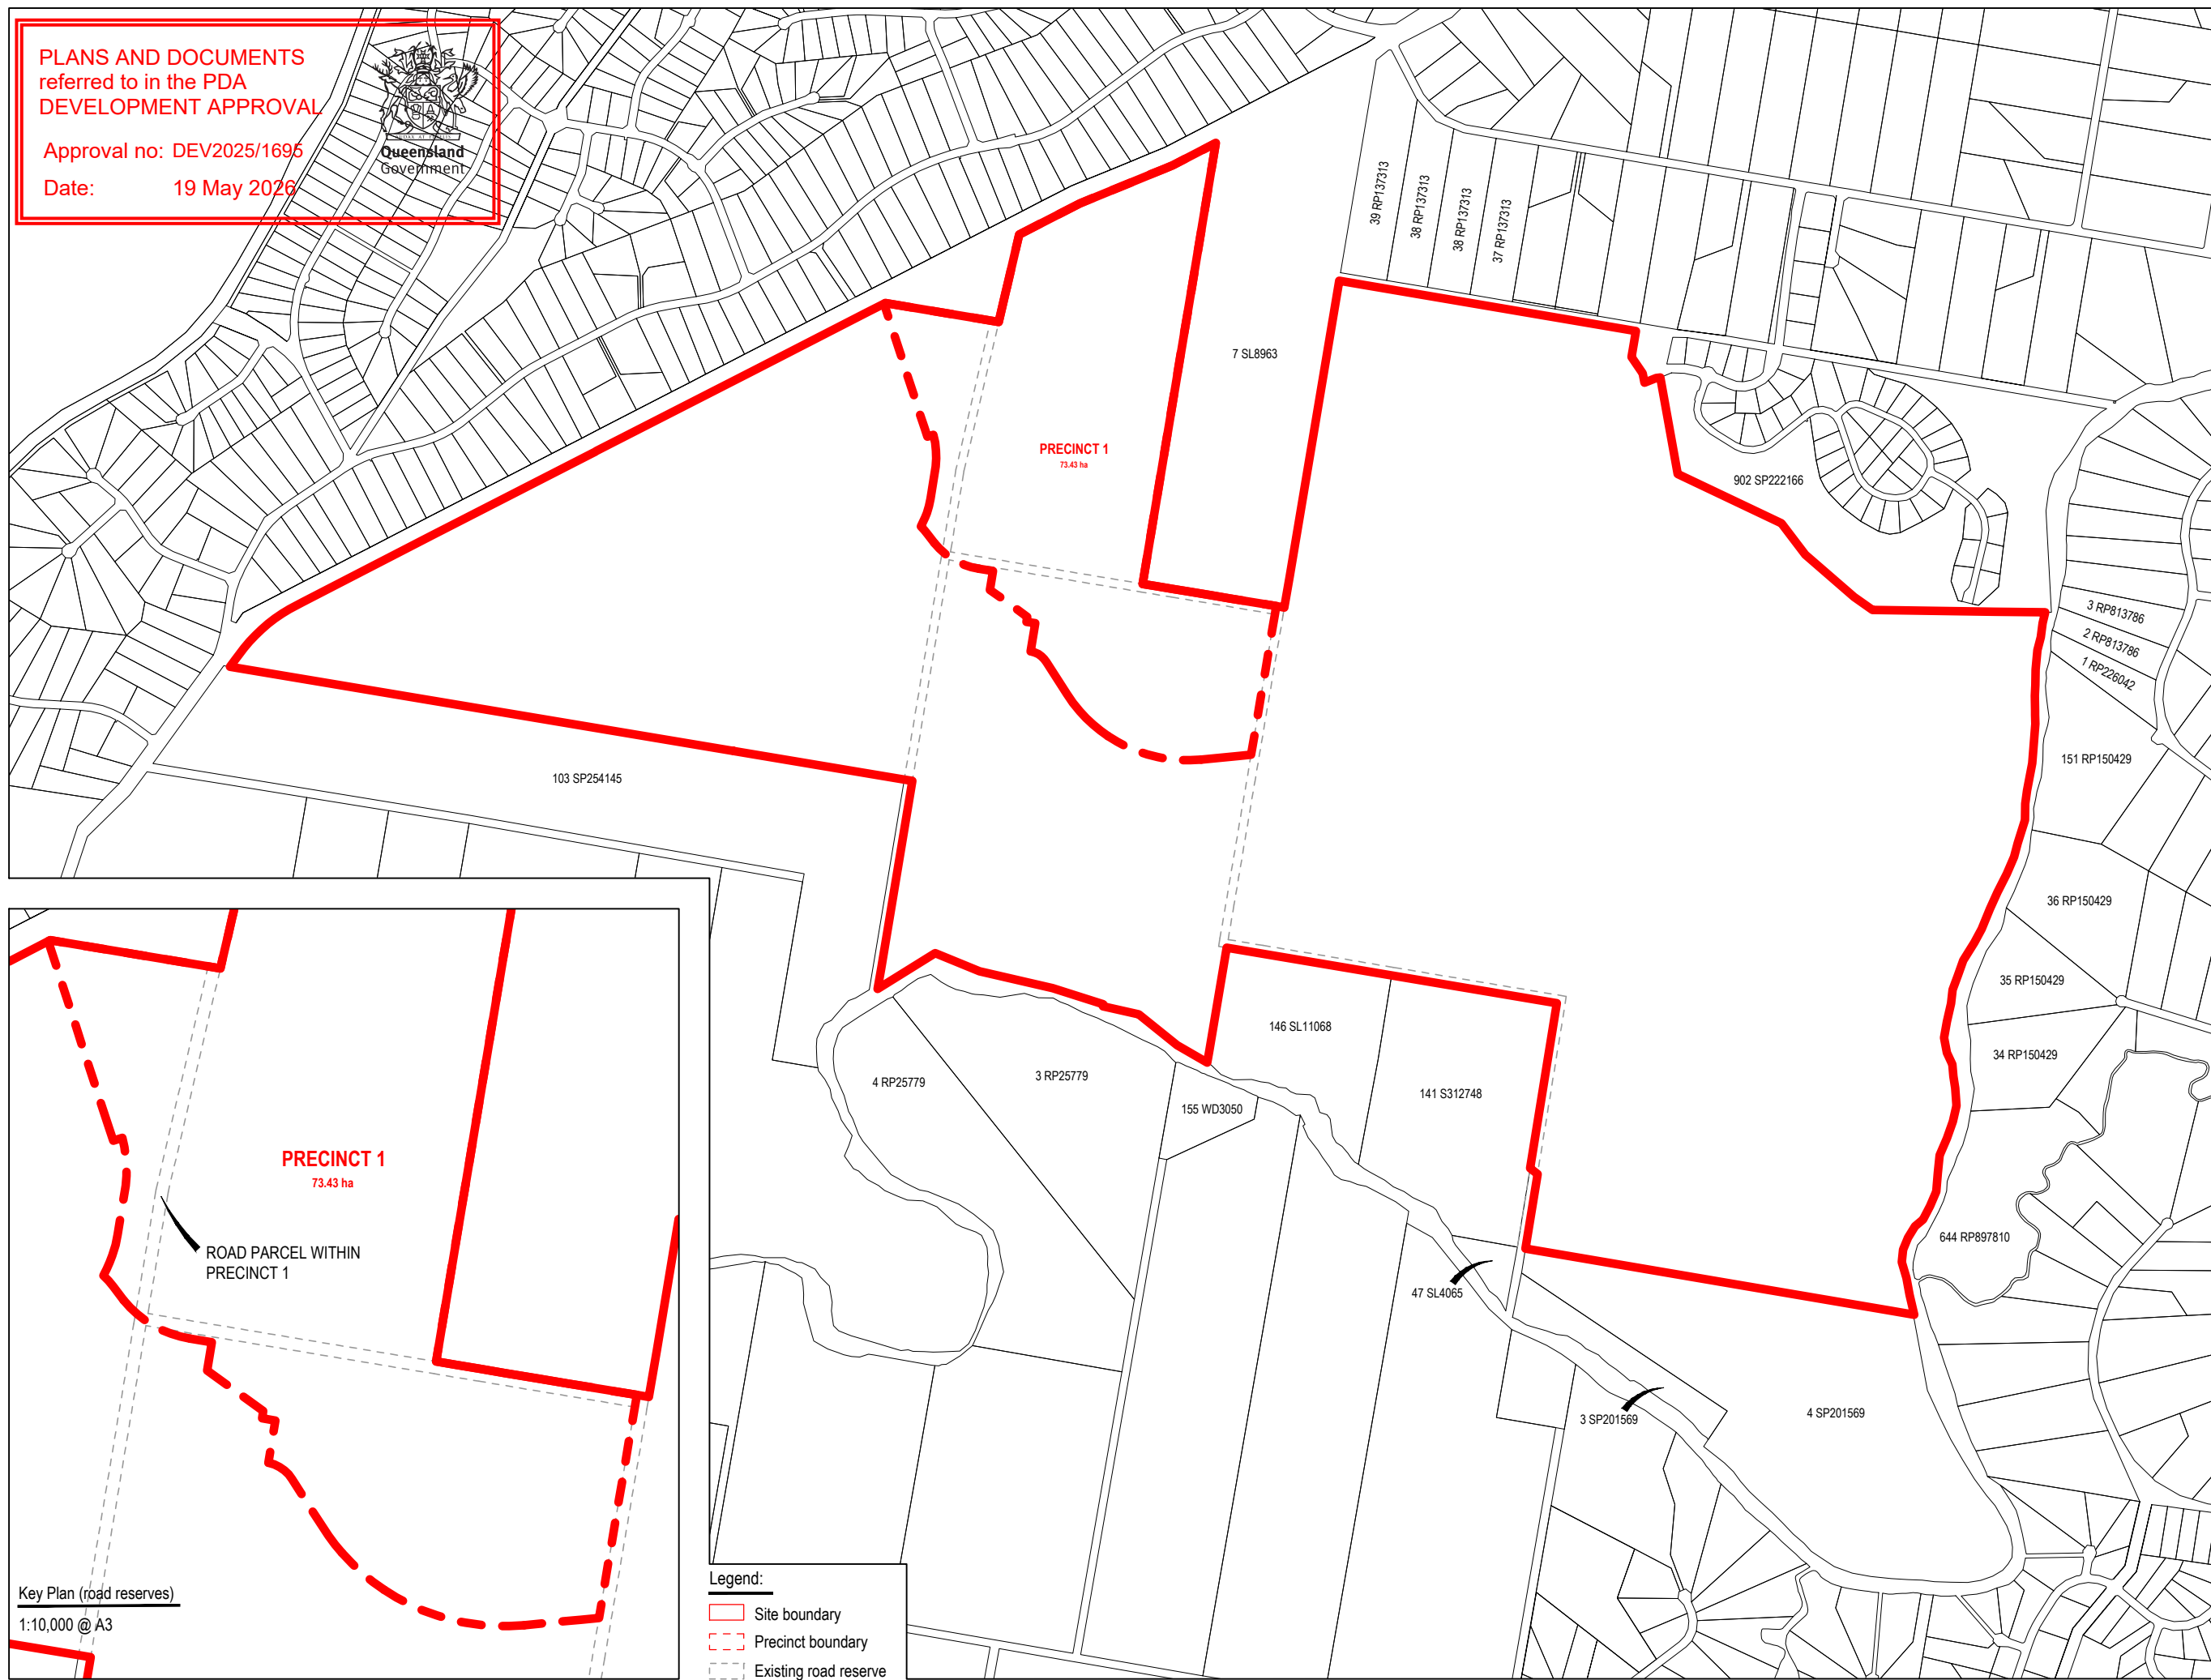 PLANS AND DOCUMENTS
referred to in the PDA
DEVELOPMENT APPROVAL
Approval no: DEV2025/1695
Date: 19 May 2026
Queensland
Government
39 RP137313
38 RP137313
38 RP137313
37 RP137313
7 SL8963
PRECINCT 1
73.43 ha
902 SP222166
3 RP813786
2 RP813786
1 RP226042
151 RP150429
103 SP254145
36 RP150429
35 RP150429
34 RP150429
146 SL11068
141 S312748
4 RP25779
3 RP25779
155 WD3050
644 RP897810
47 SL4065
3 SP201569
4 SP201569
PRECINCT 1
73.43 ha
ROAD PARCEL WITHIN
PRECINCT 1
Key Plan (road reserves)
1:10,000 @ A3
Legend:
Site boundary
Precinct boundary
Existing road reserve